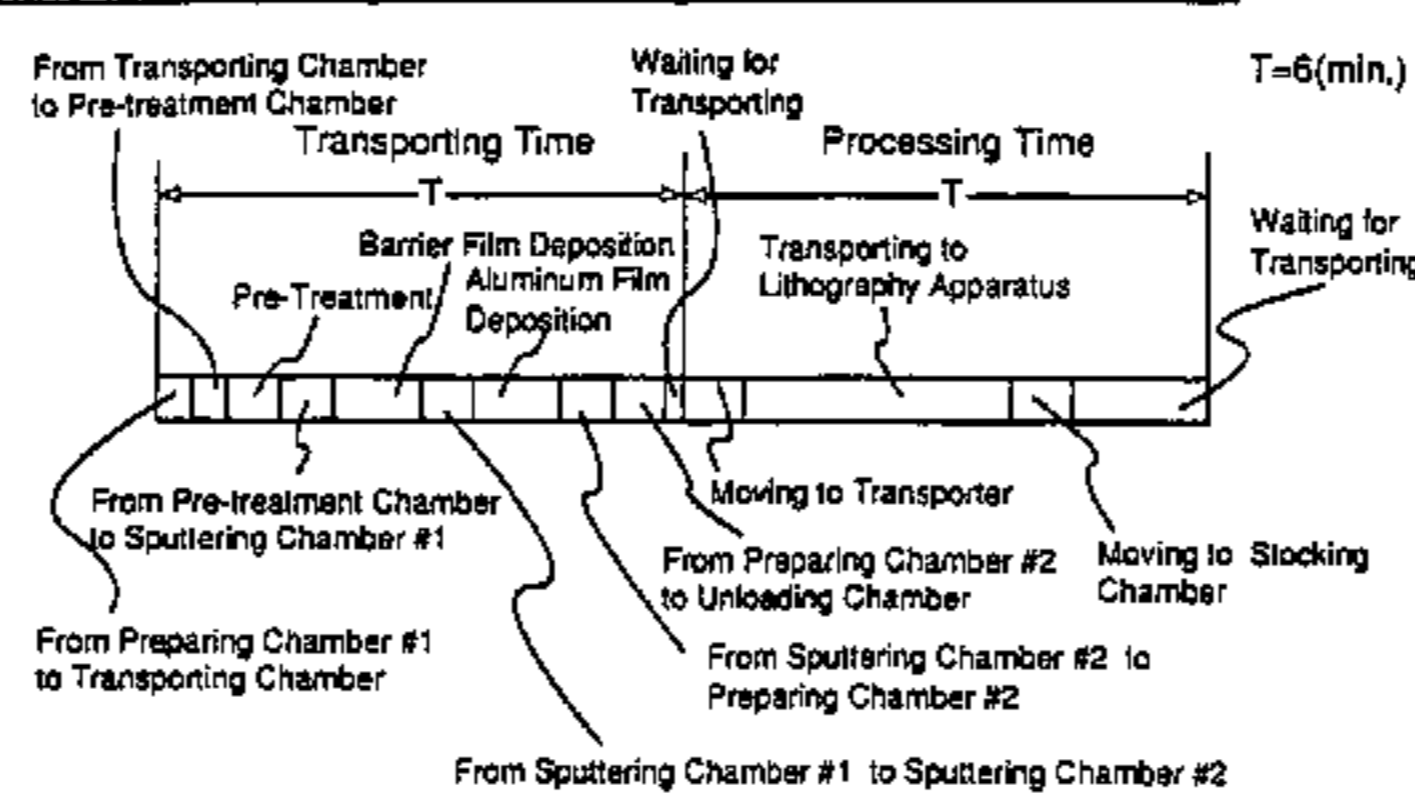 From Transporting Chamber
to Pre-treatment Chamber
Waiting for
Transporting
T=6(min.)
Transporting Time
Processing Time
T
T
Barrier Film Deposition
Aluminum Film
Deposition
Pre-Treatment
Transporting to
Lithography Apparatus
Waiting for
Transporting
From Pre-treatment Chamber
to Sputtering Chamber #1
Moving to Transporter
From Preparing Chamber #2
to Unloading Chamber
Moving to Stocking
Chamber
From Preparing Chamber #1
to Transporting Chamber
From Sputtering Chamber #2 to
Preparing Chamber #2
From Sputtering Chamber #1 to Sputtering Chamber #2